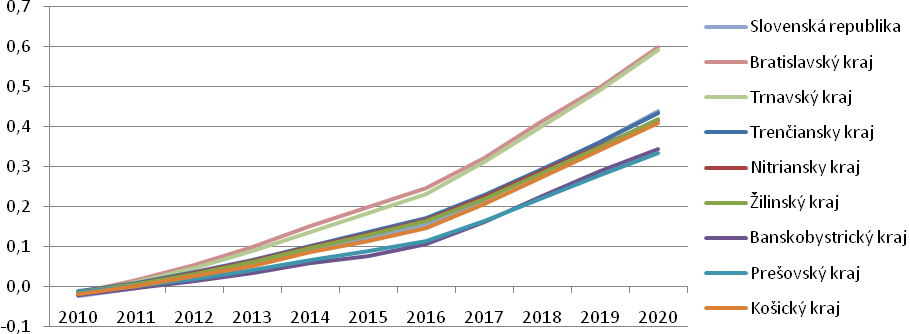 0,7
0,6
0,5
0,4
0,3
0,2
0,1
0,0
-0,1
2010 2011 2012 2013 2014 2015 2016 2017 2018 2019 2020
Slovenská republika
Bratislavský kraj
Trnavský kraj
Trenčiansky kraj
Nitriansky kraj
Žilinský kraj
Banskobystrický kraj
Prešovský kraj
Košický kraj